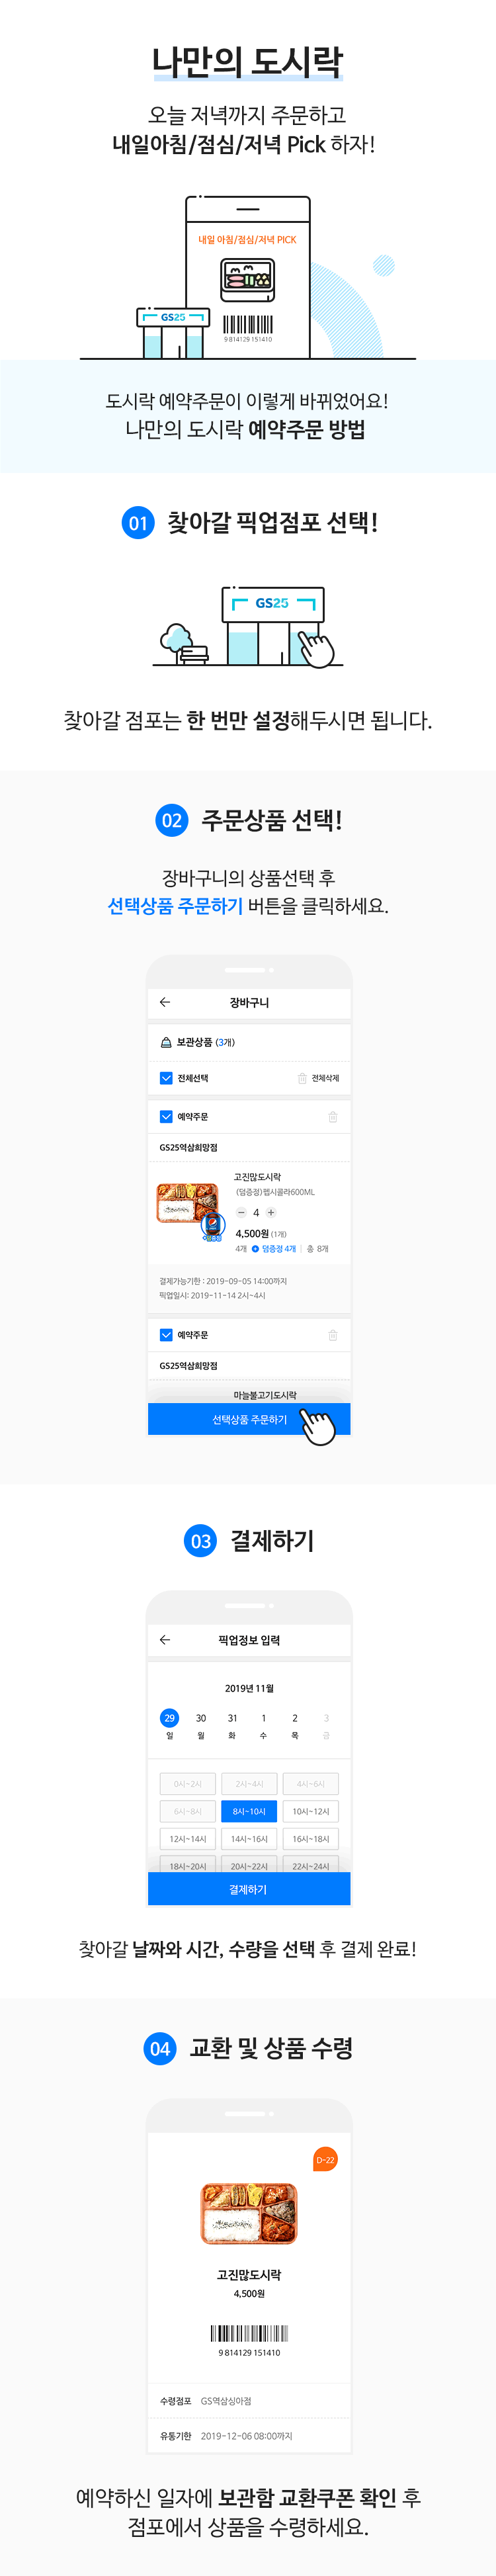 나만의 도시락
오늘 저녁까지 주문하고
내일아침/점심/저녁 Pick 하자!
내일 아침/점심/저녁 PICK
GS25
9 814129 151410
도시락 예약주문이 이렇게 바뀌었어요!
나만의 도시락 예약주문 방법
01 찾아갈 픽업점포 선택!
GS25
찾아갈 점포는 한 번만 설정해두시면 됩니다.
02 주문상품 선택!
장바구니의 상품선택 후
선택상품 주문하기 버튼을 클릭하세요.
장바구니
보관상품 (3개)
전체선택 전체삭제
예약주문
GS25역삼희망점
고진많도시락
(덤증정)펩시콜라600ML
4
4,500원 (1개)
4개 덤증정 4개 총 8개
결제가능기한 : 2019-09-05 14:00까지
픽업일시: 2019-11-14 2시~4시
예약주문
GS25역삼희망점
마늘불고기도시락
선택상품 주문하기
03 결제하기
픽업정보 입력
2019년 11월
29 30 31 1 2 3
일 월 화 수 목 금
0시~2시 2시~4시 4시~6시
6시~8시 8시~10시 10시~12시
12시~14시 14시~16시 16시~18시
18시~20시 20시~22시 22시~24시
결제하기
찾아갈 날짜와 시간, 수량을 선택 후 결제 완료!
04 교환 및 상품 수령
D-22
고진많도시락
4,500원
9 814129 151410
수령점포 GS역삼싱아점
유통기한 2019-12-06 08:00까지
예약하신 일자에 보관함 교환쿠폰 확인 후
점포에서 상품을 수령하세요.